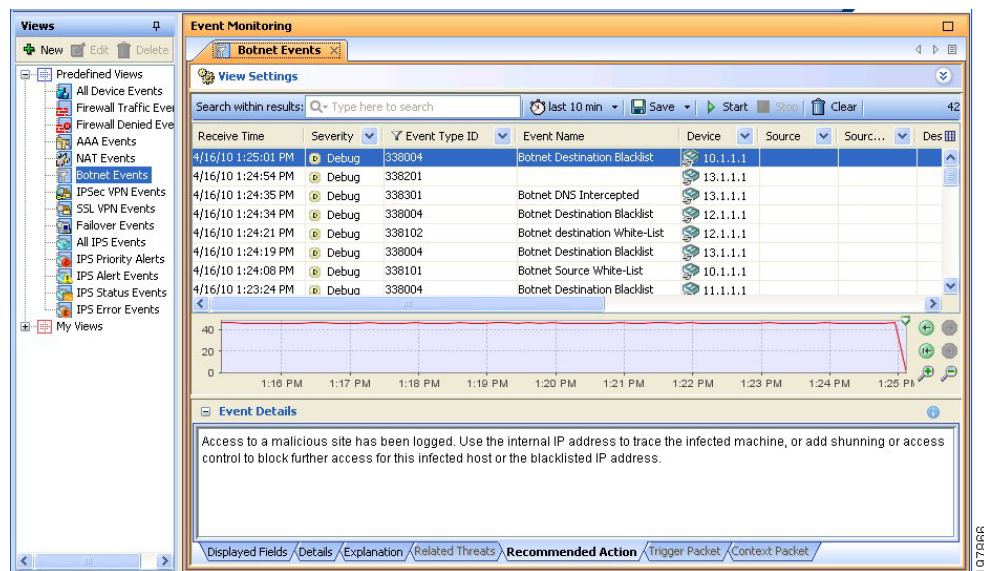 Views
New Edit Delete
Predefined Views
All Device Events
Firewall Traffic Eve
Firewall Denied Eve
AAA Events
NAT Events
Botnet Events
IPSec VPN Events
SSL VPN Events
Failover Events
All IPS Events
IPS Priority Alerts
IPS Alert Events
IPS Status Events
IPS Error Events
My Views
Event Monitoring
Botnet Events
View Settings
Search within results: Type here to search last 10 min Save Start Stop Clear 42
Receive Time Severity Event Type ID Event Name Device Source Sourc... Des
4/16/10 1:25:01 PM Debug 338004 Botnet Destination Blacklist 10.1.1.1
4/16/10 1:24:54 PM Debug 338201 13.1.1.1
4/16/10 1:24:35 PM Debug 338301 Botnet DNS Intercepted 13.1.1.1
4/16/10 1:24:34 PM Debug 338004 Botnet Destination Blacklist 12.1.1.1
4/16/10 1:24:21 PM Debug 338102 Botnet destination White-List 12.1.1.1
4/16/10 1:24:19 PM Debug 338004 Botnet Destination Blacklist 13.1.1.1
4/16/10 1:24:08 PM Debug 338101 Botnet Source White-List 10.1.1.1
4/16/10 1:23:24 PM Debug 338004 Botnet Destination Blacklist 11.1.1.1
40
20
0
1:16 PM 1:17 PM 1:18 PM 1:19 PM 1:20 PM 1:21 PM 1:22 PM 1:23 PM 1:24 PM 1:25 PM
Event Details
Access to a malicious site has been logged. Use the internal IP address to trace the infected machine, or add shunning or access
control to block further access for this infected host or the blacklisted IP address.
Displayed Fields Details Explanation Related Threats Recommended Action Trigger Packet Context Packet
197866